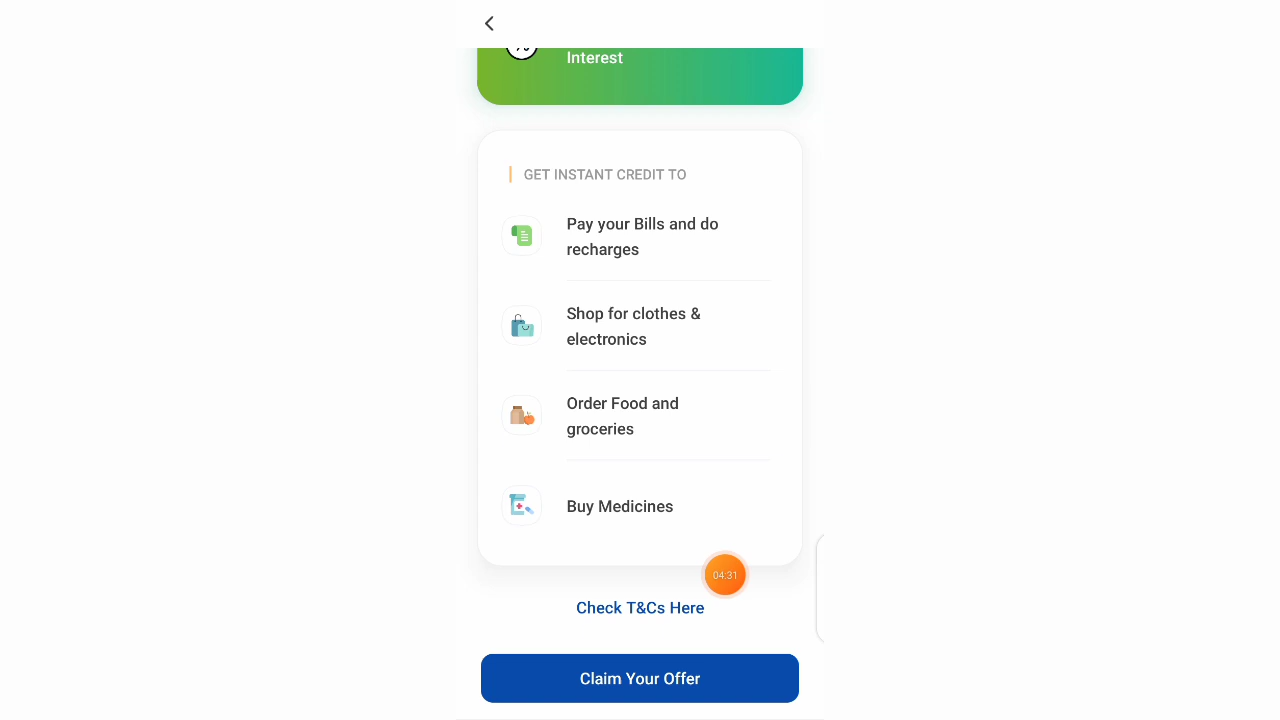 Interest
GET INSTANT CREDIT TO
Pay your Bills and do
recharges
Shop for clothes &
electronics
Order Food and
groceries
Buy Medicines
04:31
Check T&Cs Here
Claim Your Offer